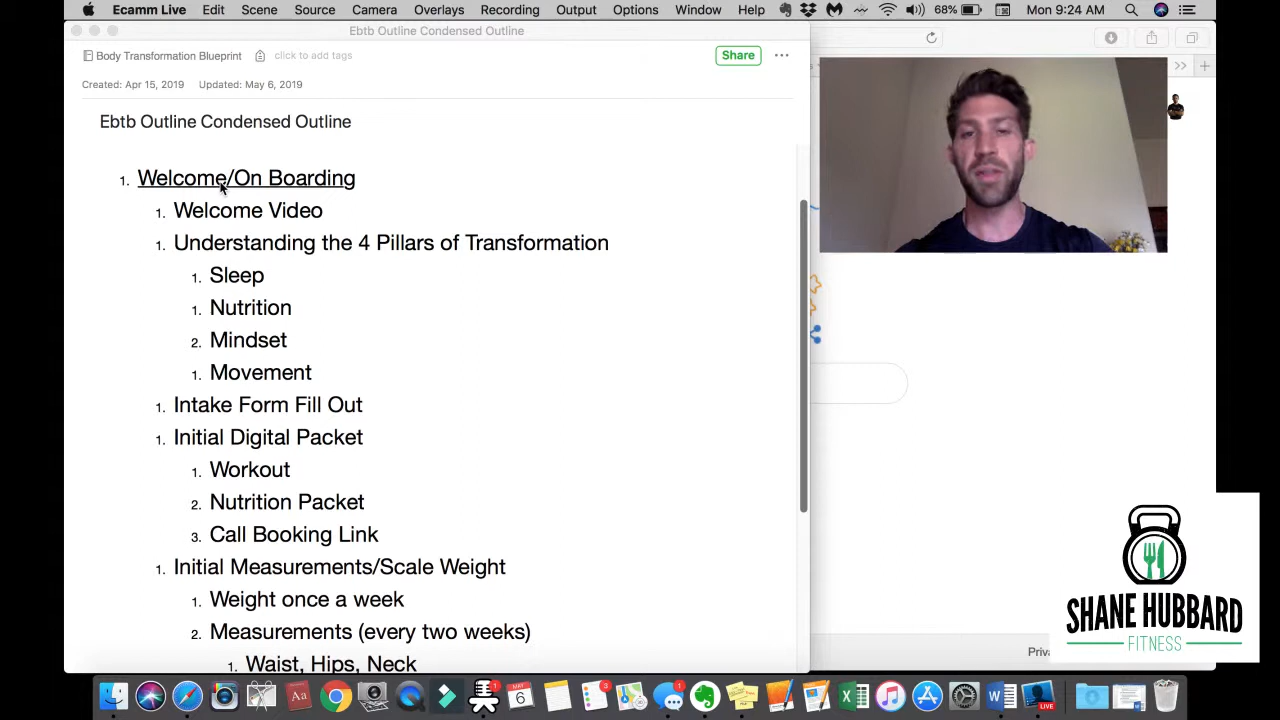 Ecamm Live Edit Scene Source Camera Overlays Recording Output Options Window Help 68% Mon 9:24 AM
Ebtb Outline Condensed Outline
Body Transformation Blueprint click to add tags Share
Created: Apr 15, 2019 Updated: May 6, 2019
Ebtb Outline Condensed Outline
1. Welcome/On Boarding
1. Welcome Video
1. Understanding the 4 Pillars of Transformation
1. Sleep
1. Nutrition
2. Mindset
1. Movement
1. Intake Form Fill Out
1. Initial Digital Packet
1. Workout
2. Nutrition Packet
3. Call Booking Link
1. Initial Measurements/Scale Weight
1. Weight once a week
2. Measurements (every two weeks)
1. Waist, Hips, Neck
SHANE HUBBARD
FITNESS